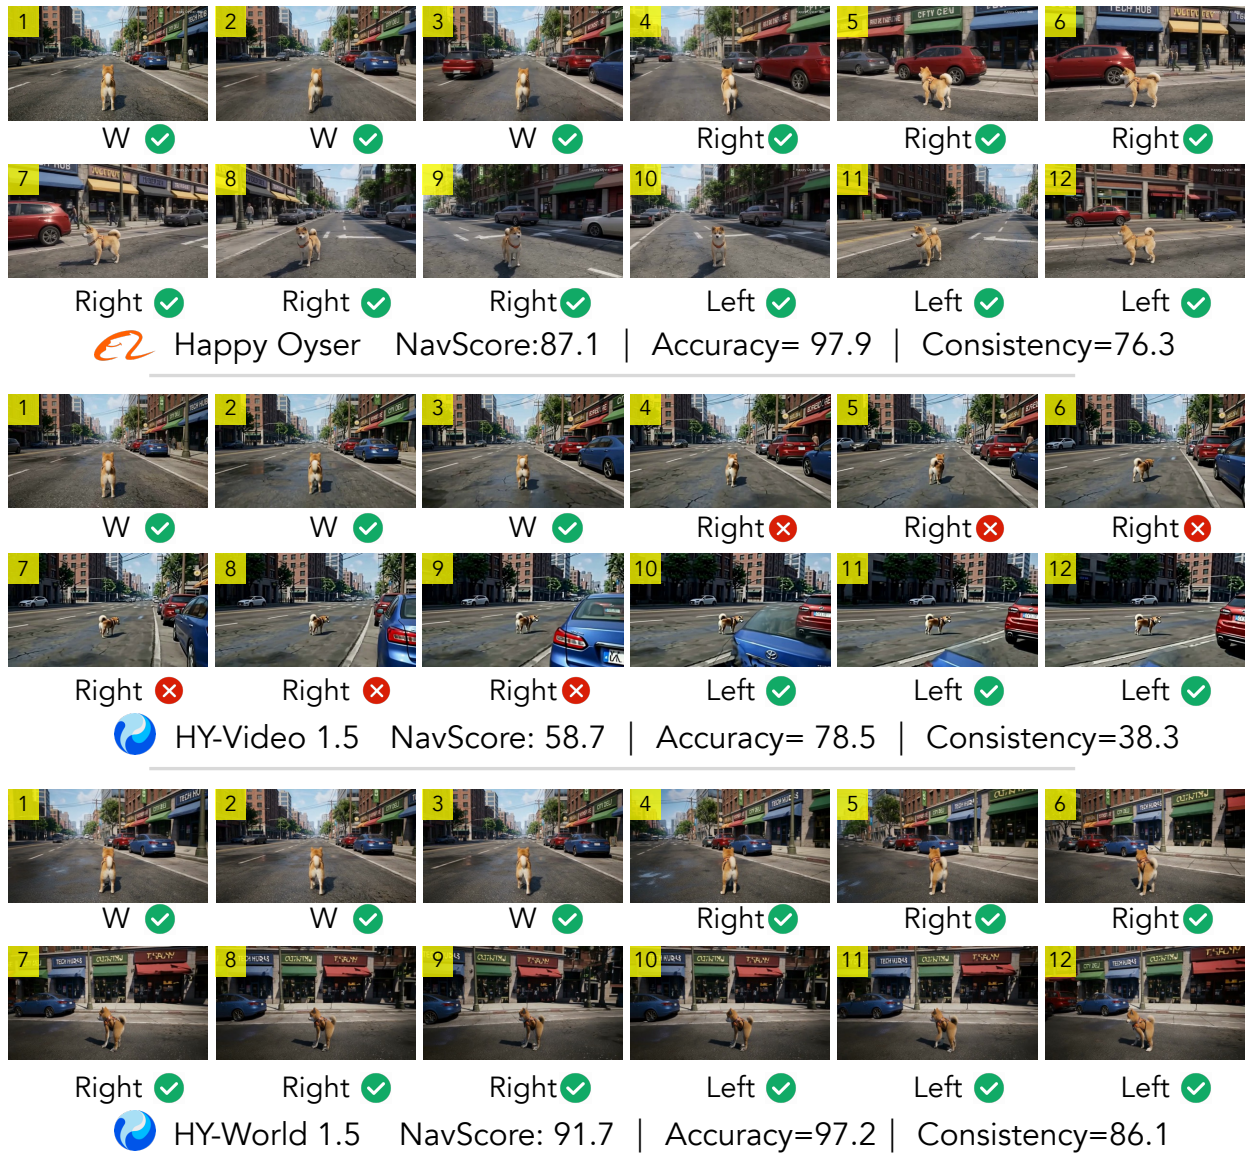 1 2 3 4 5 6
CFTY CEU TECH HUB
W W W Right Right Right
7 8 9 10 11 12
Right Right Right Left Left Left
Happy Oyser NavScore:87.1 | Accuracy= 97.9 | Consistency=76.3
1 2 3 4 5 6
W W W Right Right Right
7 8 9 10 11 12
Right Right Right Left Left Left
HY-Video 1.5 NavScore: 58.7 | Accuracy= 78.5 | Consistency=38.3
1 2 3 4 5 6
W W W Right Right Right
7 8 9 10 11 12
Right Right Right Left Left Left
HY-World 1.5 NavScore: 91.7 | Accuracy=97.2 | Consistency=86.1